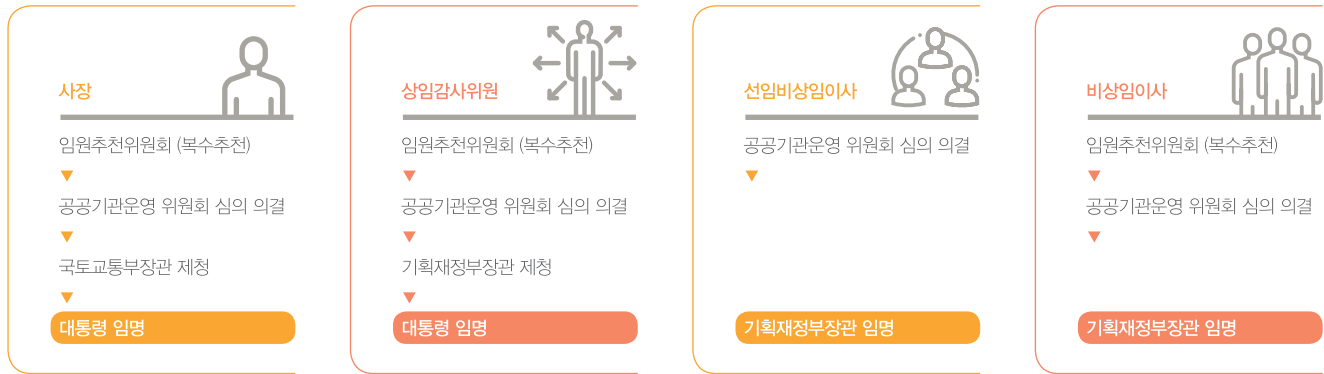 사장
임원추천위원회 (복수추천)
▼
공공기관운영 위원회 심의 의결
▼
국토교통부장관 제청
▼
대통령 임명
상임감사위원
임원추천위원회 (복수추천)
▼
공공기관운영 위원회 심의 의결
▼
기획재정부장관 제청
▼
대통령 임명
선임비상임이사
공공기관운영 위원회 심의 의결
▼
기획재정부장관 임명
비상임이사
임원추천위원회 (복수추천)
▼
공공기관운영 위원회 심의 의결
▼
기획재정부장관 임명